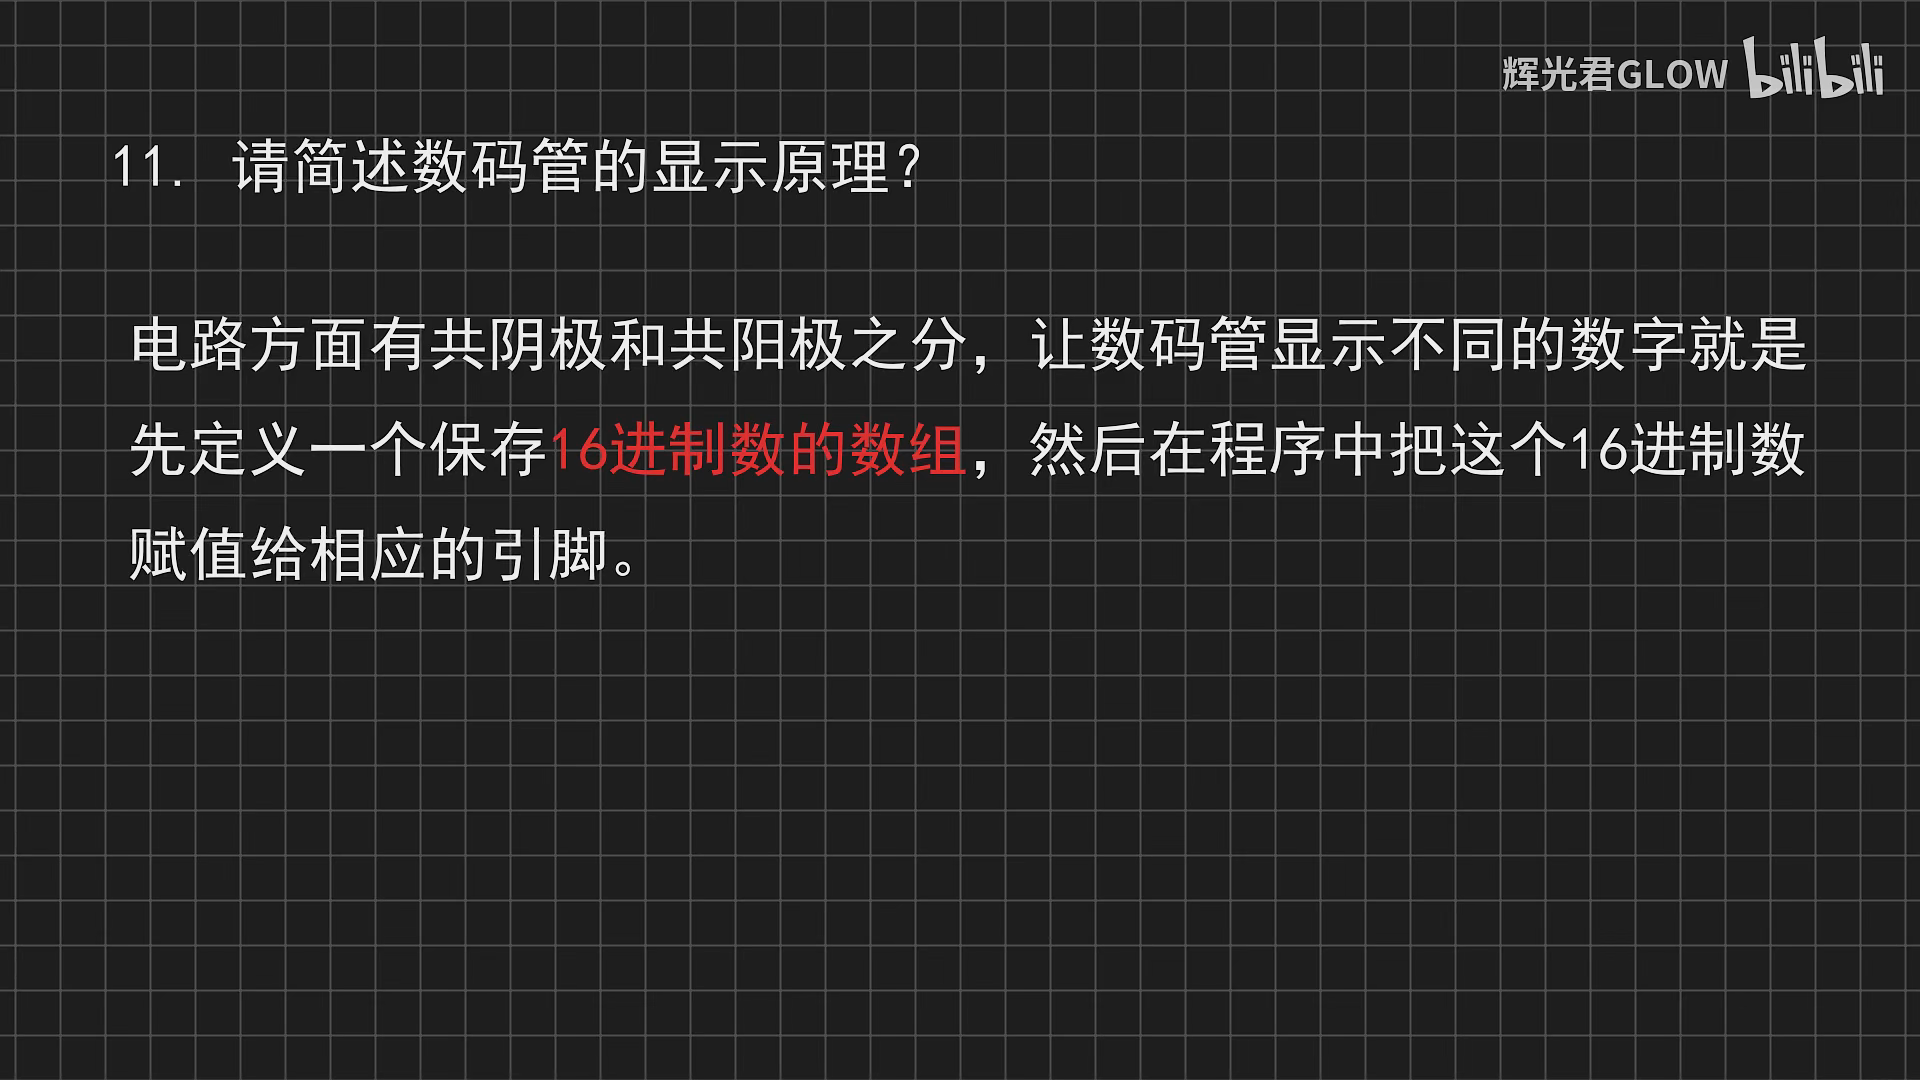 辉光君GLOW bilibili
11. 请简述数码管的显示原理?
电路方面有共阴极和共阳极之分，让数码管显示不同的数字就是
先定义一个保存16进制数的数组，然后在程序中把这个16进制数
赋值给相应的引脚。